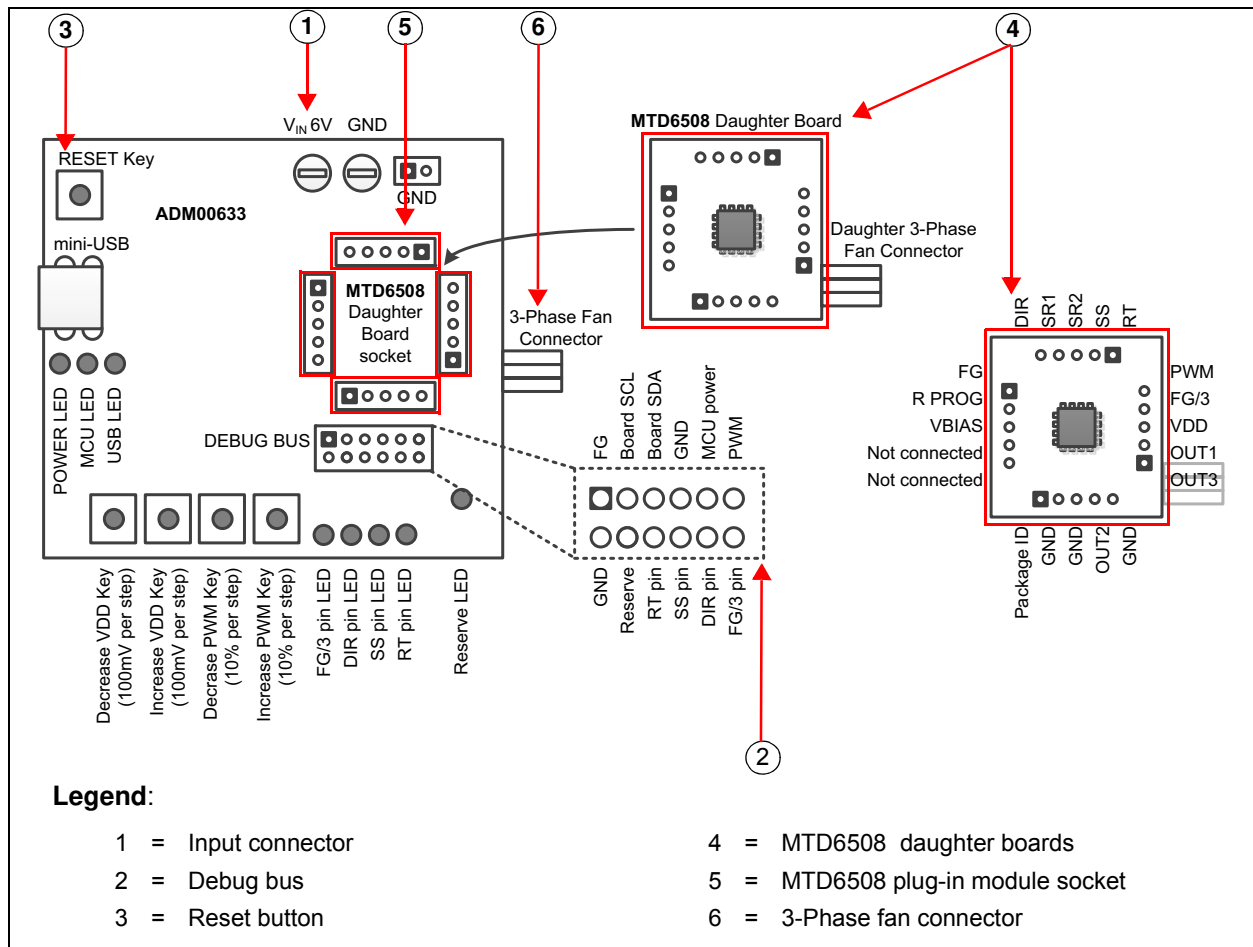 3
1
5
6
4
V_IN 6V
GND
MTD6508 Daughter Board
RESET Key
GND
ADM00633
mini-USB
MTD6508
Daughter
Board
socket
Daughter 3-Phase
Fan Connector
3-Phase Fan
Connector
POWER LED
MCU LED
USB LED
DEBUG BUS
FG
Board SCL
Board SDA
GND
MCU power
PWM
GND
Reserve
RT pin
SS pin
DIR pin
FG/3 pin
DIR
SR1
SR2
SS
RT
FG
R PROG
VBIAS
Not connected
Not connected
PWM
FG/3
VDD
OUT1
OUT3
Package ID
GND
GND
OUT2
GND
Decrease VDD Key
(100mV per step)
Increase VDD Key
(100mV per step)
Decrase PWM Key
(10% per step)
Increase PWM Key
(10% per step)
FG/3 pin LED
DIR pin LED
SS pin LED
RT pin LED
Reserve LED
2
Legend:
1 = Input connector
2 = Debug bus
3 = Reset button
4 = MTD6508 daughter boards
5 = MTD6508 plug-in module socket
6 = 3-Phase fan connector